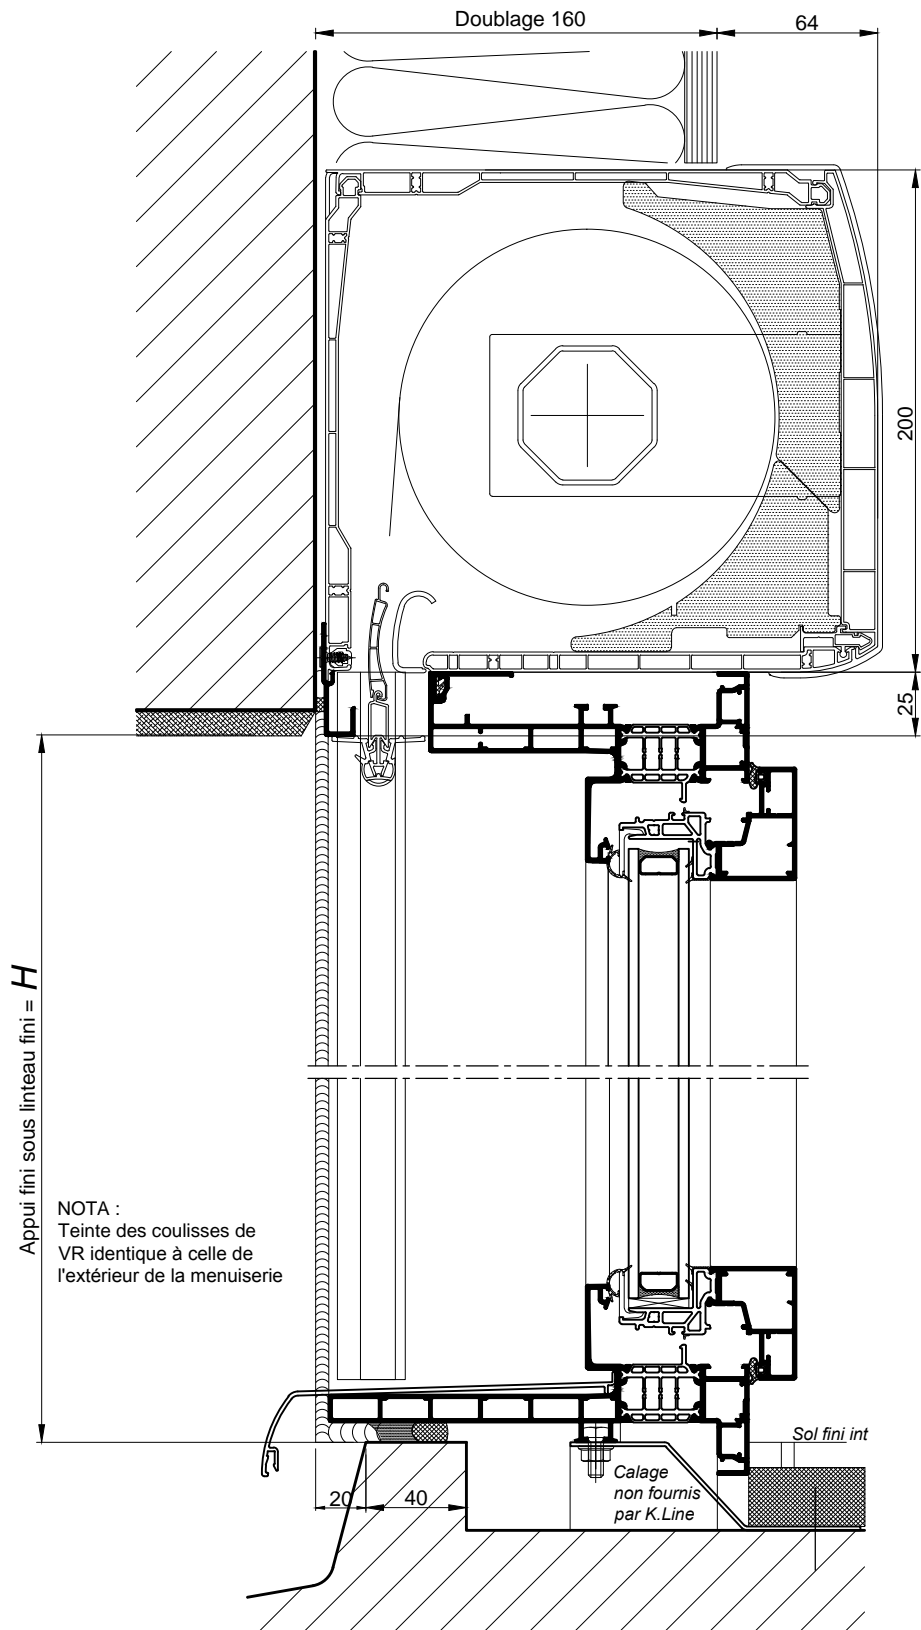 Doublage 160
64
200
25
Appui fini sous linteau fini = H
NOTA :
Teinte des coulisses de
VR identique à celle de
l'extérieur de la menuiserie
Sol fini int
Calage
non fournis
par K.Line
20
40